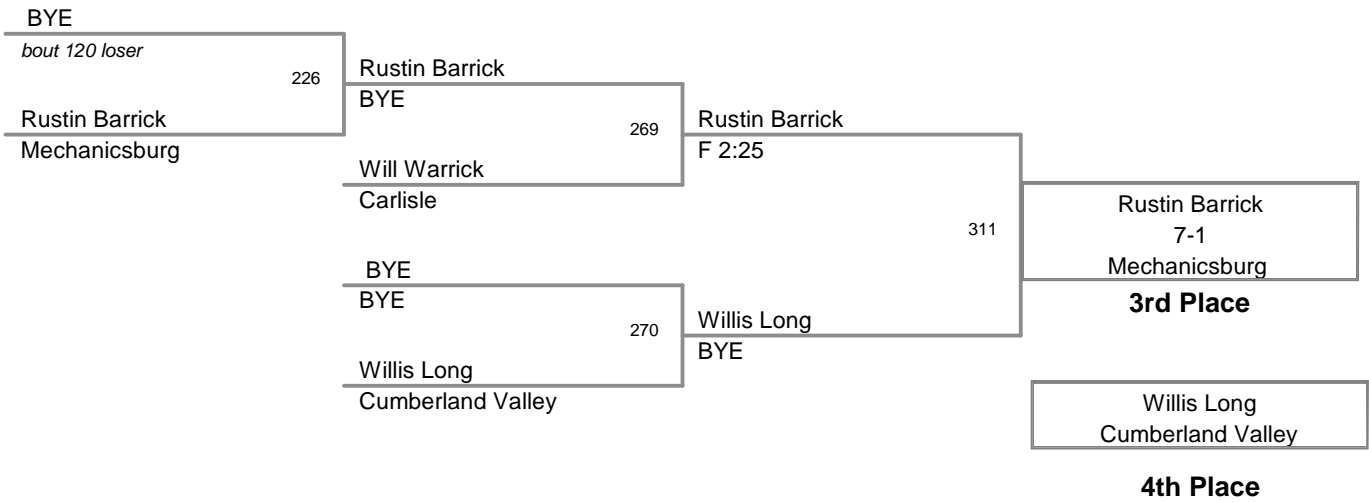 BYE
bout 120 loser
226
Rustin Barrick
Mechanicsburg
Rustin Barrick
BYE
269
Will Warrick
Carlisle
BYE
BYE
270
Willis Long
Cumberland Valley
Rustin Barrick
F 2:25
311
Willis Long
BYE
Rustin Barrick
7-1
Mechanicsburg
3rd Place
Willis Long
Cumberland Valley
4th Place